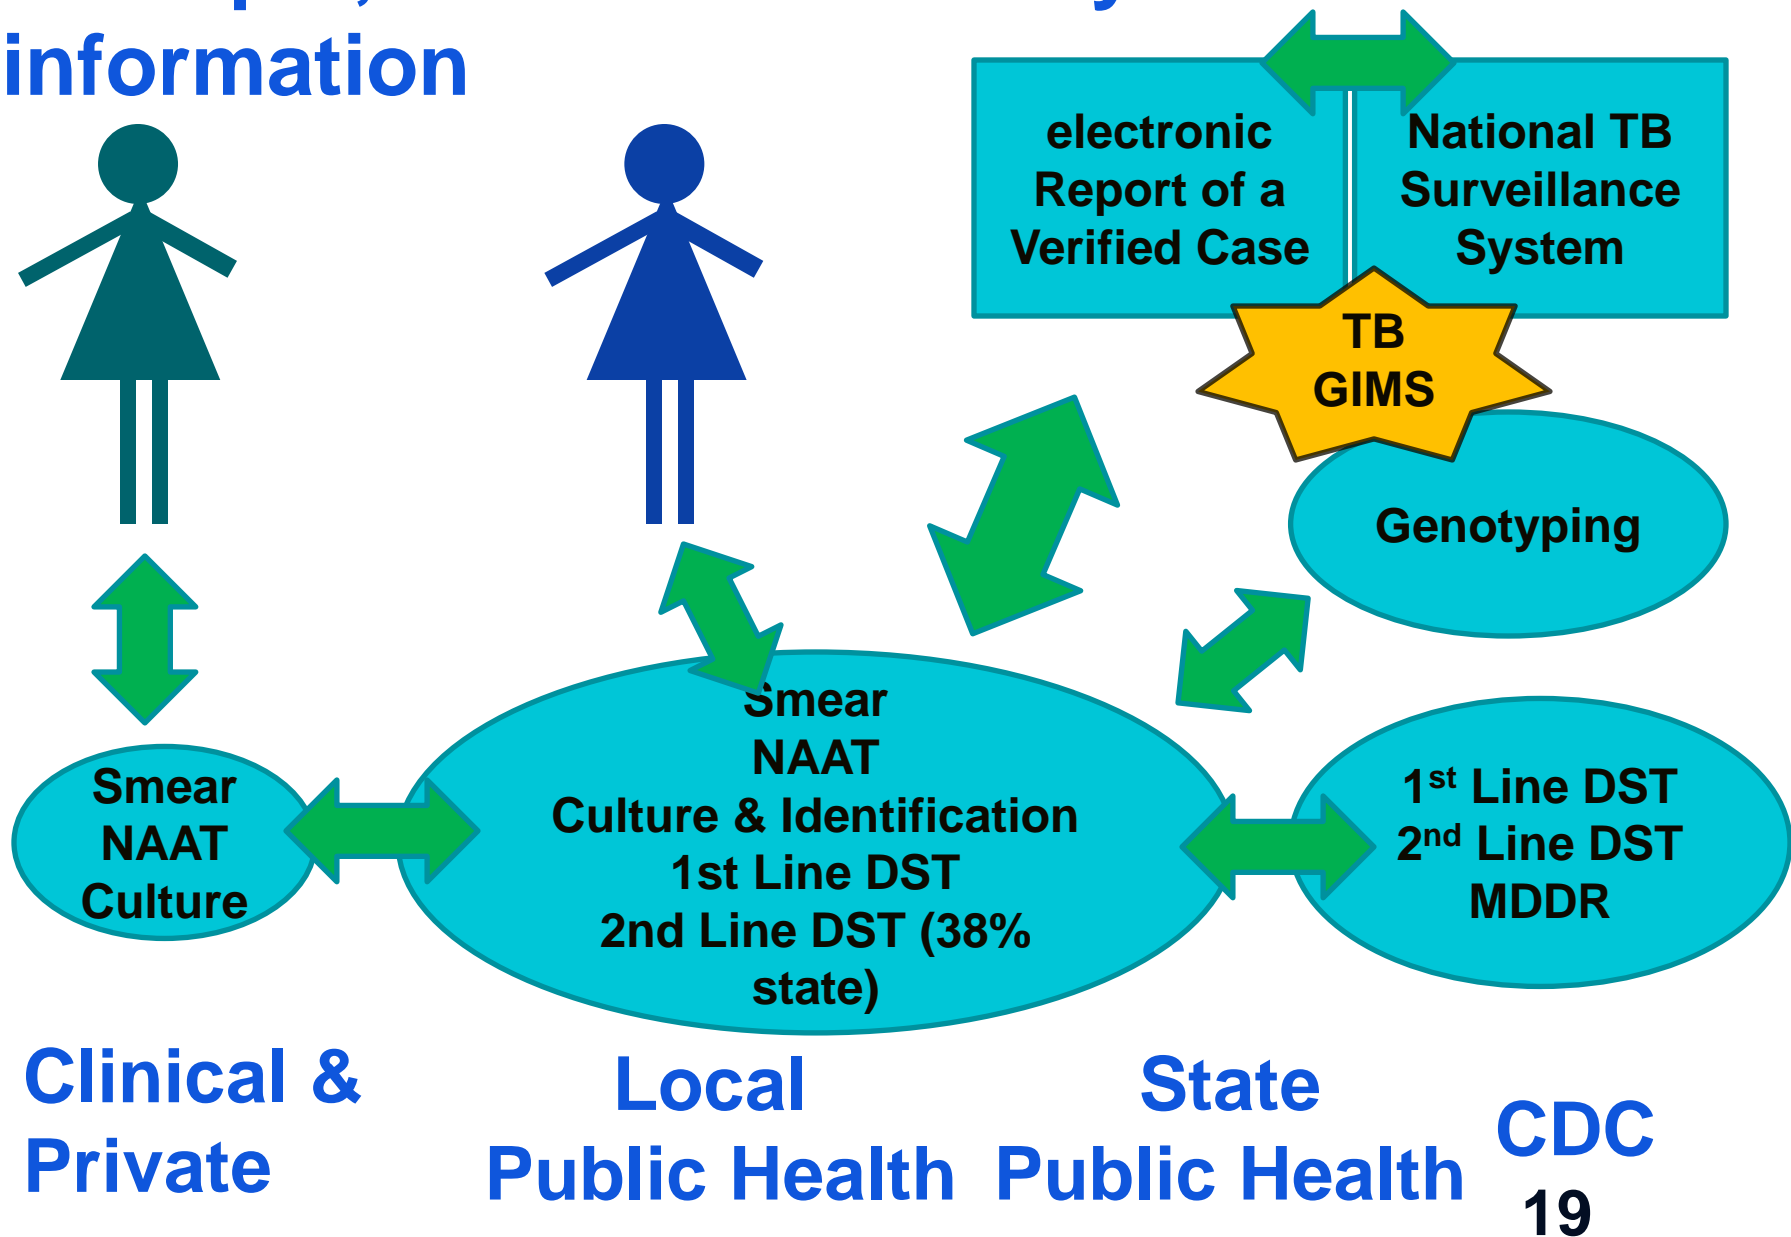 information
electronic
Report of a
Verified Case
National TB
Surveillance
System
TB
GIMS
Genotyping
Smear
NAAT
Culture
Smear
NAAT
Culture & Identification
1st Line DST
2nd Line DST (38%
state)
1st Line DST
2nd Line DST
MDDR
Clinical &
Private
Local
Public Health
State
Public Health
CDC
19